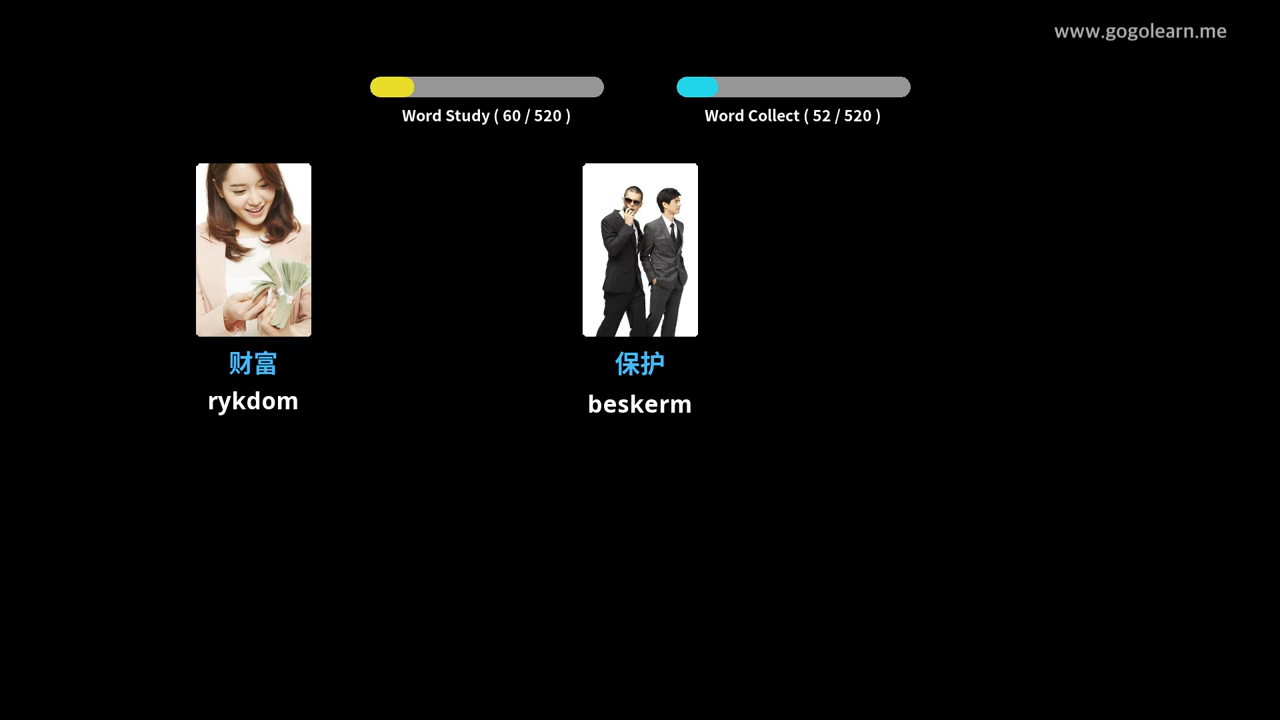 www.gogolearn.me
Word Study ( 60 / 520 )
Word Collect ( 52 / 520 )
财富
rykdom
保护
beskerm